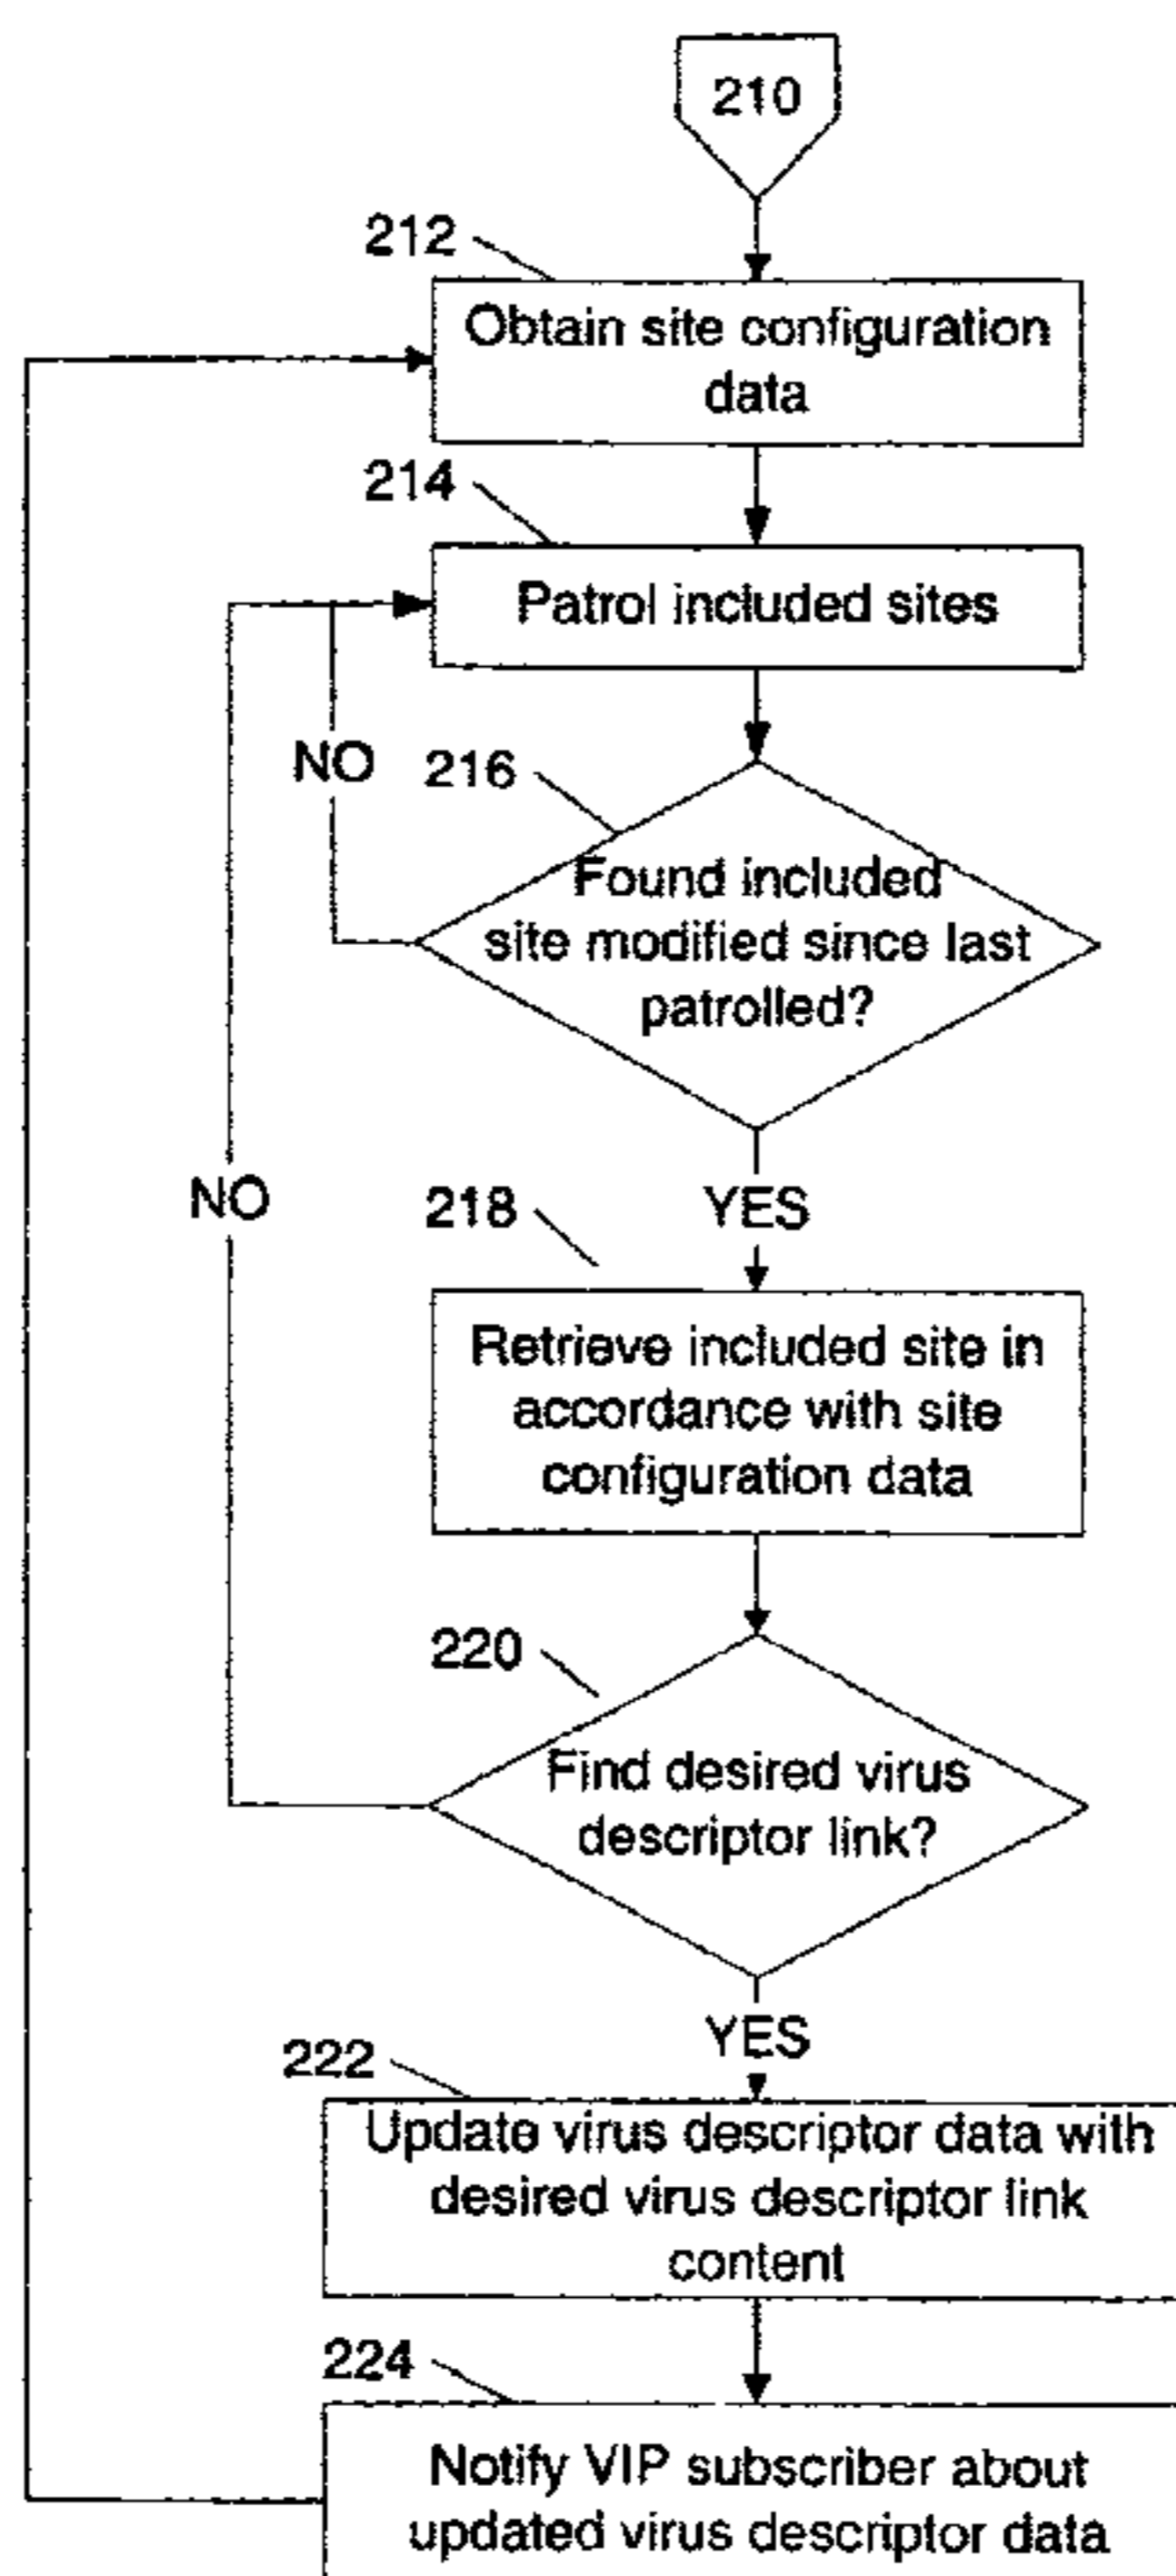 210
212
Obtain site configuration
data
214
Patrol included sites
NO
216
Found included
site modified since last
patrolled?
NO
218
YES
Retrieve included site in
accordance with site
configuration data
220
Find desired virus
descriptor link?
YES
222
Update virus descriptor data with
desired virus descriptor link
content
224
Notify VIP subscriber about
updated virus descriptor data